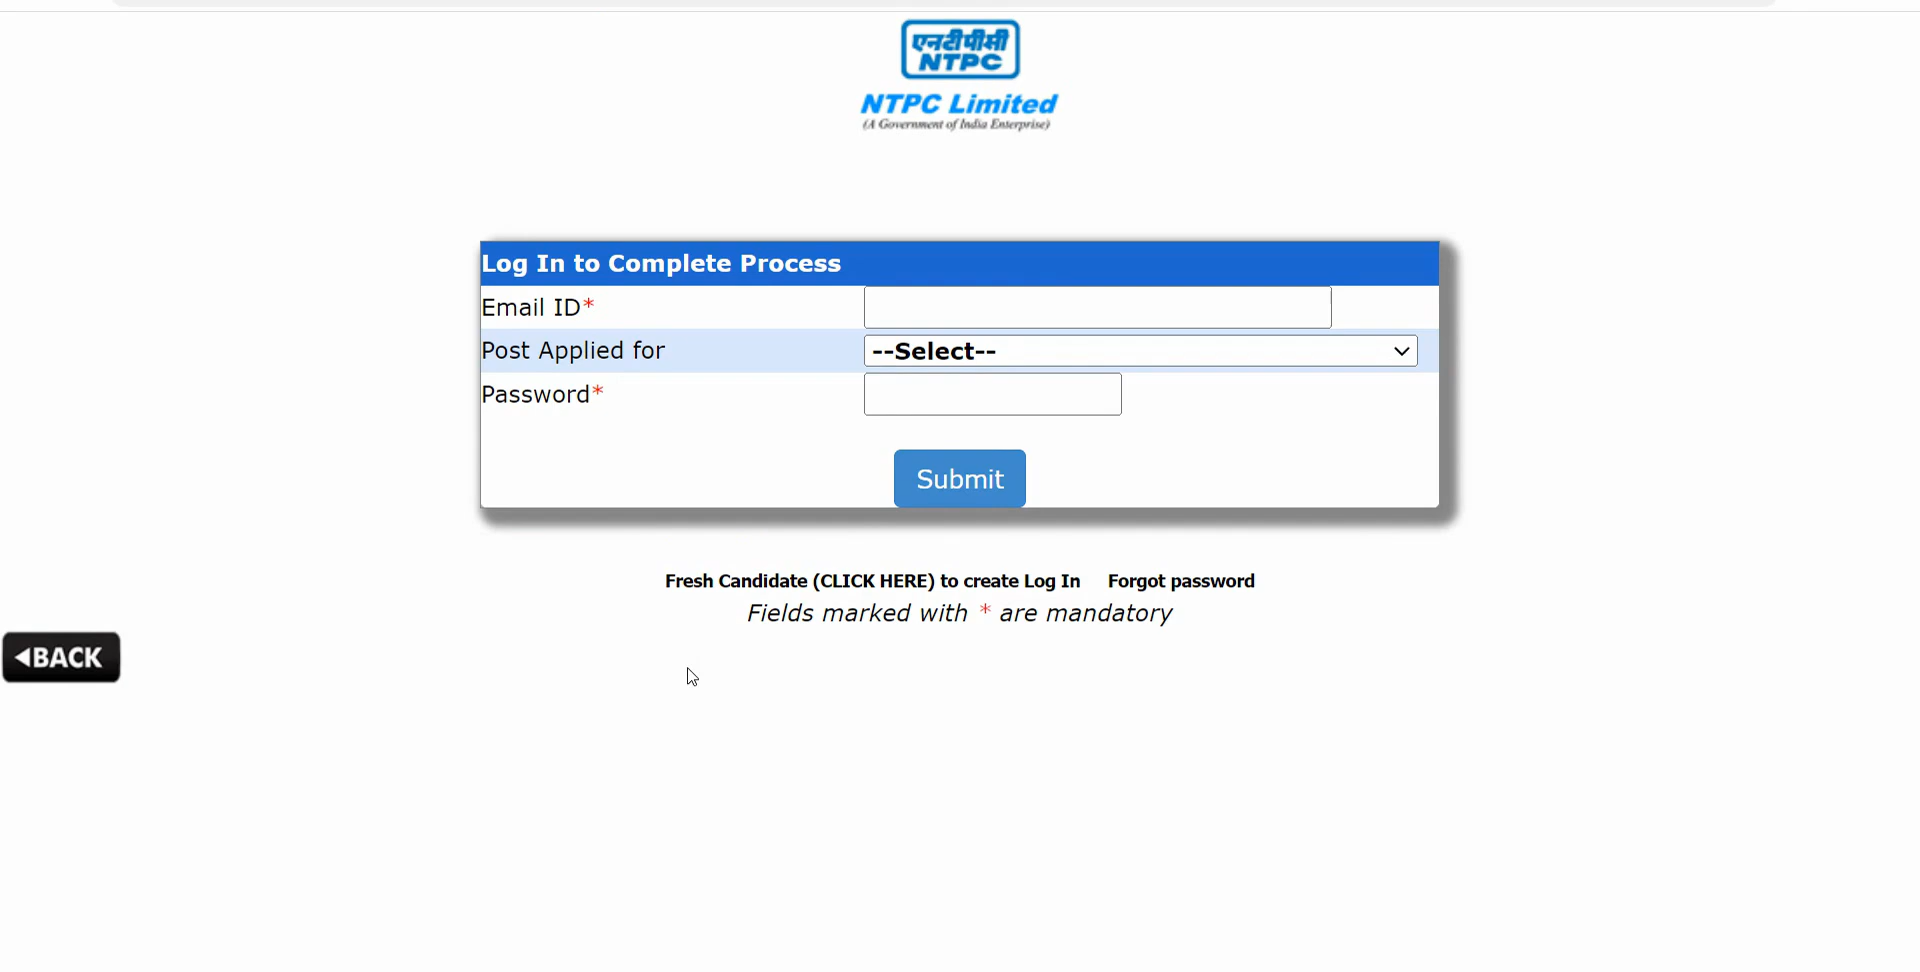 एनटीपीसी
NTPC
NTPC Limited
(A Government of India Enterprise)
Log In to Complete Process
Email ID*
Post Applied for --Select--
Password*
Submit
Fresh Candidate (CLICK HERE) to create Log In Forgot password
Fields marked with * are mandatory
BACK